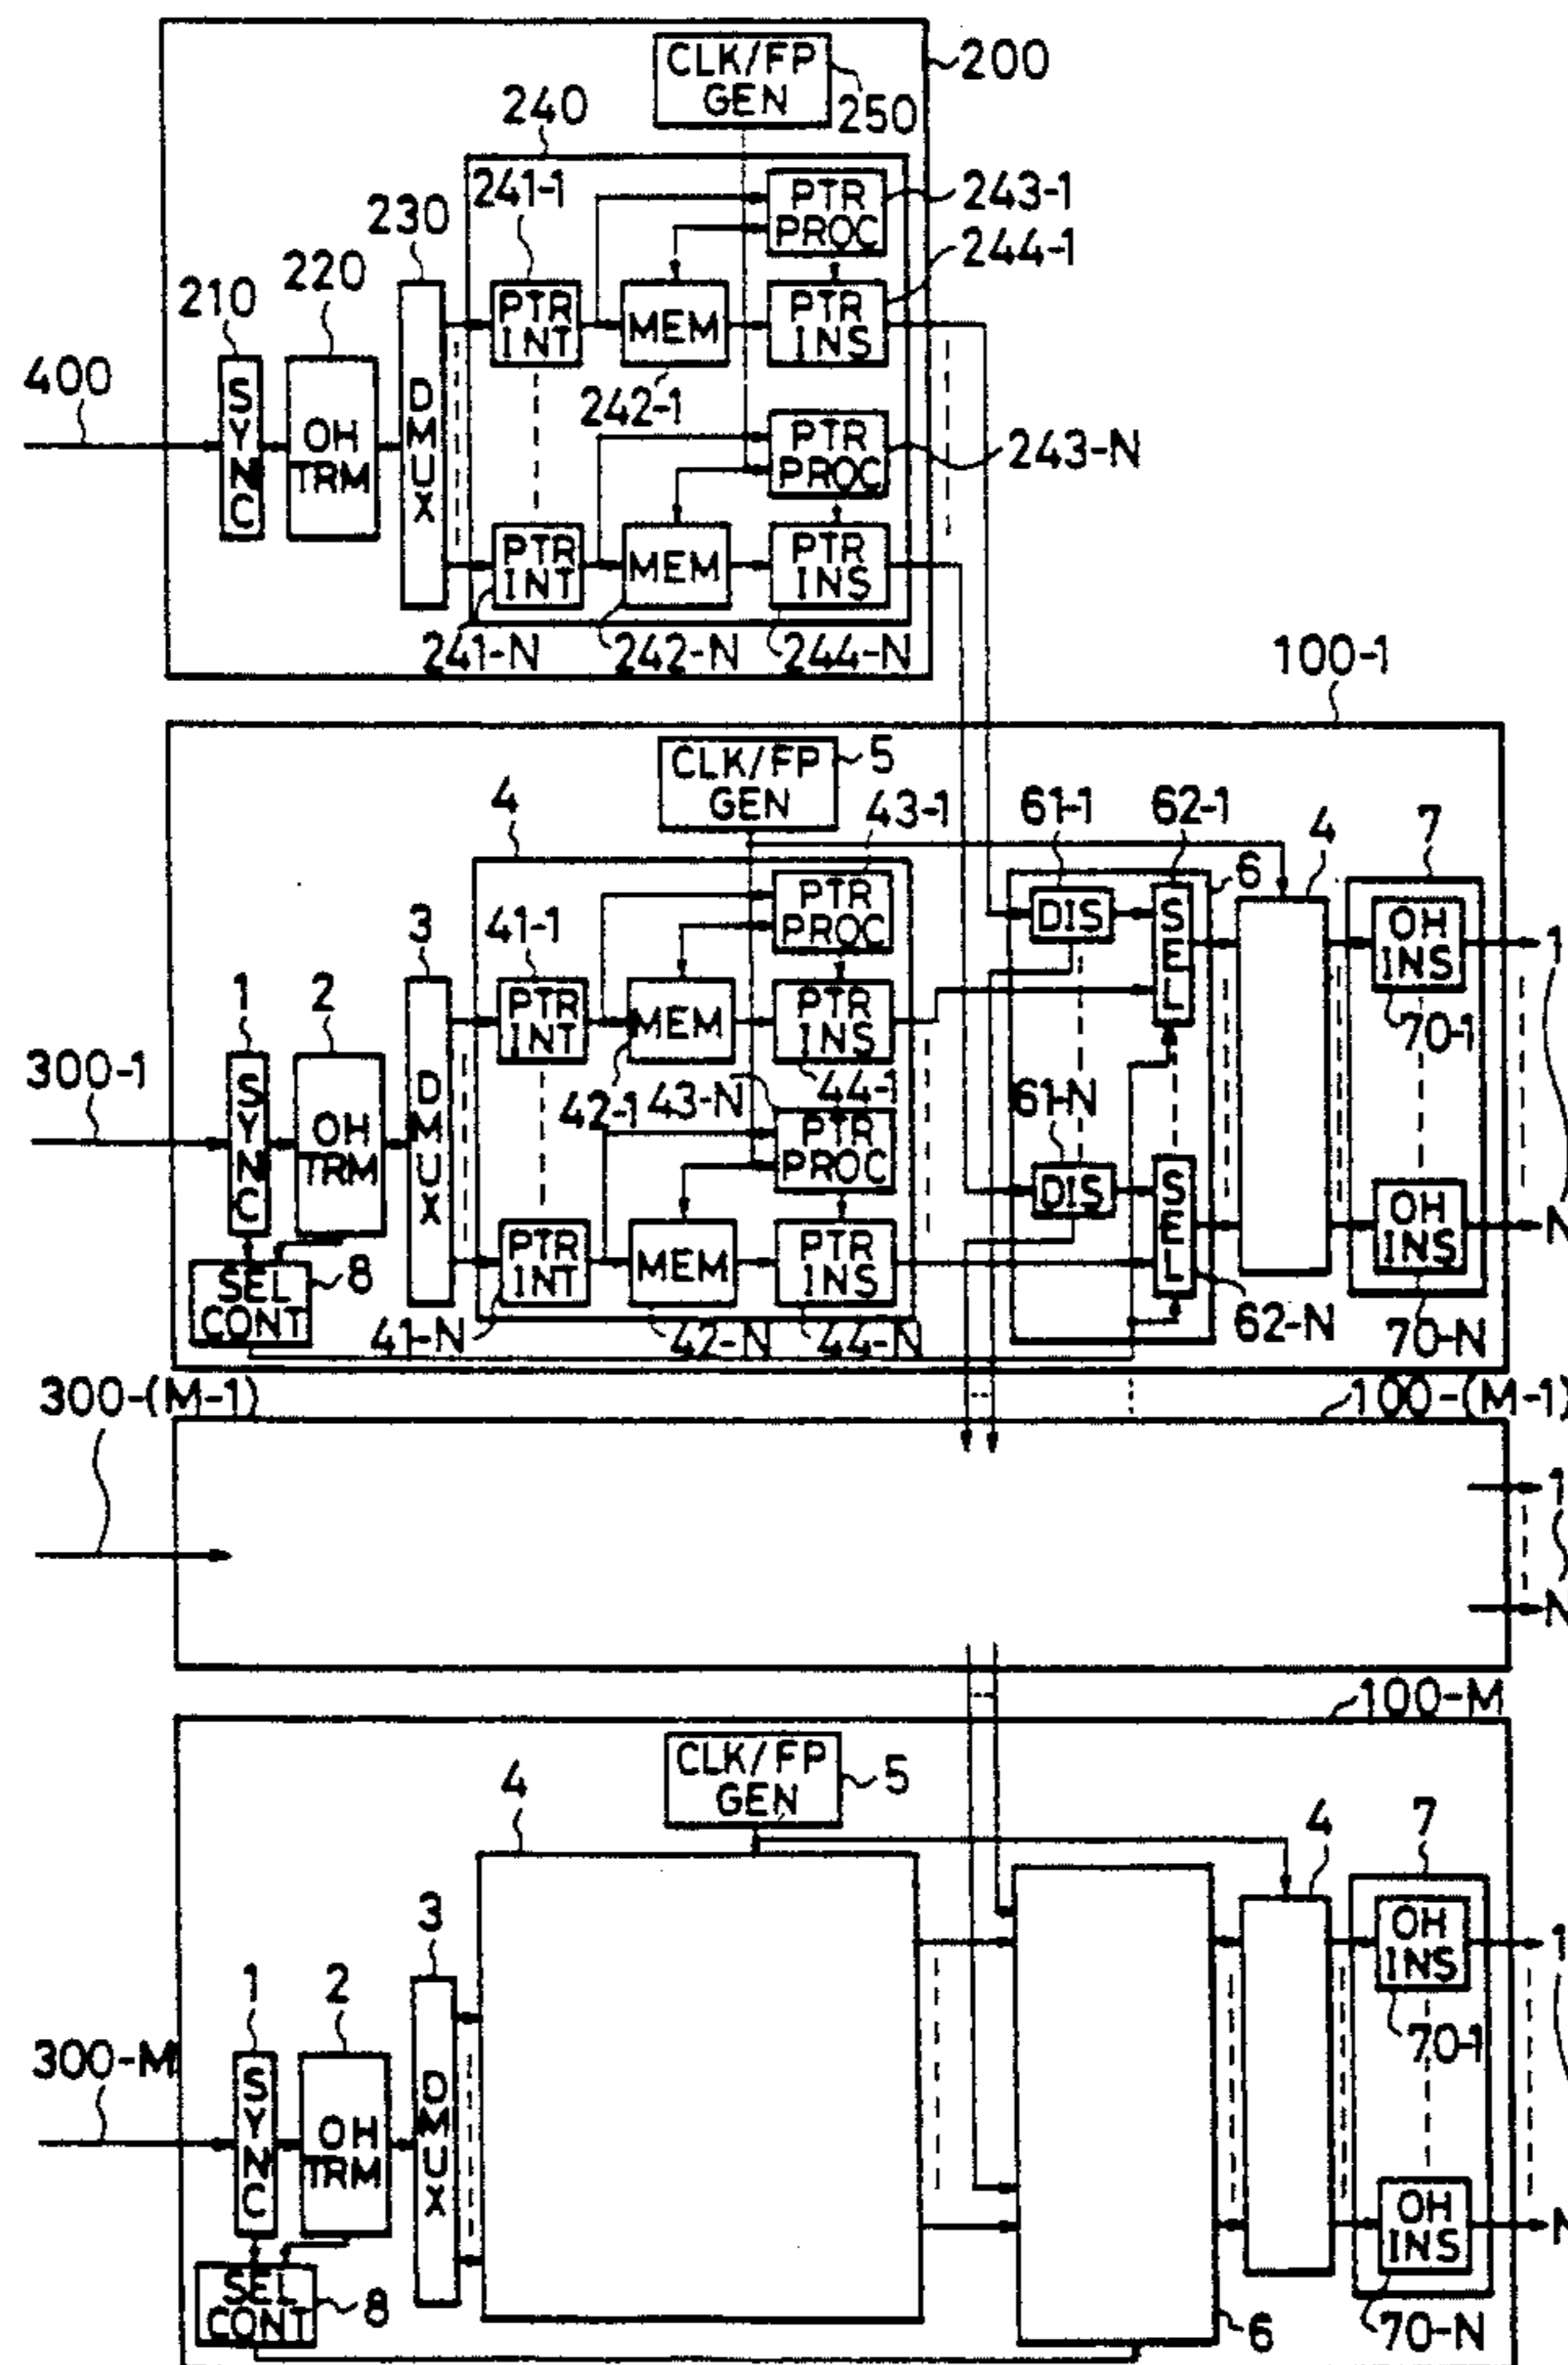 CLK/FP
GEN
200
250
240
241-1
230
220
210
400
SYNC
OH
TRM
DMUX
PTR
INT
MEM
242-1
PTR
PROC
243-1
244-1
PTR
INS
PTR
PROC
243-N
PTR
INT
MEM
PTR
INS
241-N
242-N
244-N
100-1
CLK/FP
GEN
5
4
43-1
61-1
62-1
6
4
7
3
41-1
2
1
300-1
SYNC
OH
TRM
DMUX
PTR
INT
MEM
PTR
PROC
PTR
INS
42-1
43-N
44-1
PTR
PROC
PTR
INT
MEM
PTR
INS
41-N
42-N
44-N
DIS
SEL
61-N
DIS
SEL
62-N
OH
INS
70-1
OH
INS
70-N
1
N
SEL
CONT
8
300-(M-1)
100-(M-1)
1
N
100-M
CLK/FP
GEN
5
4
4
7
3
2
1
300-M
SYNC
OH
TRM
DMUX
OH
INS
70-1
OH
INS
70-N
1
N
SEL
CONT
8
6